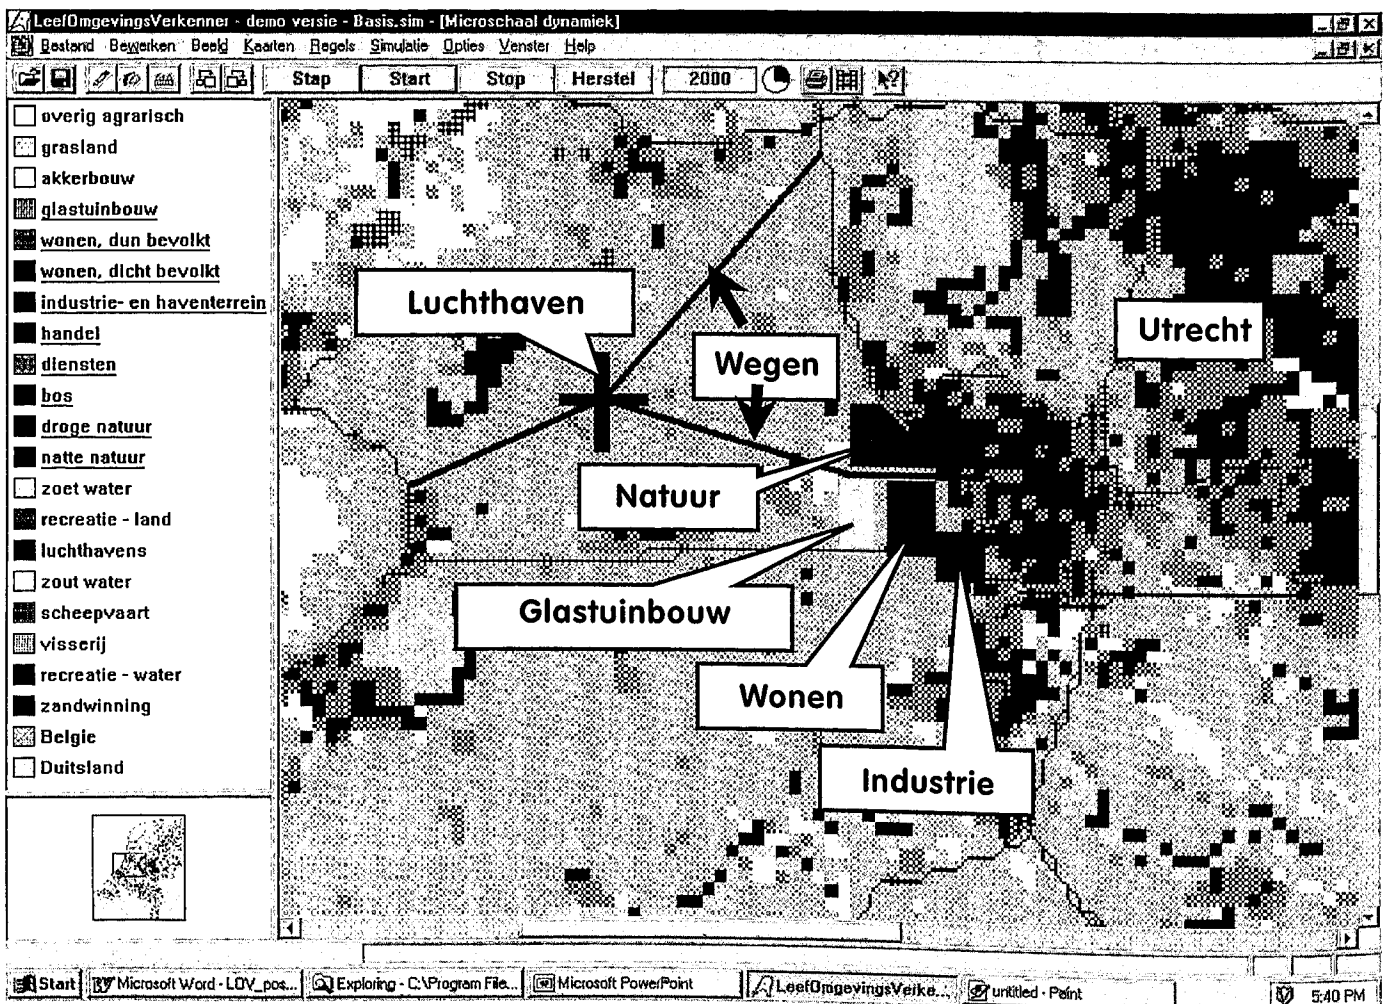 LeefOmgevingsVerkenner - demo versie - Basis.sim - [Microschaal dynamiek]
Bestand Bewerken Beeld Kaarten Regels Simulatie Opties Venster Help
Stap Start Stop Herstel 2000
overig agrarisch
grasland
akkerbouw
glastuinbouw
wonen, dun bevolkt
wonen, dicht bevolkt
industrie- en haventerrein
handel
diensten
bos
droge natuur
natte natuur
zoet water
recreatie - land
luchthavens
zout water
scheepvaart
visserij
recreatie - water
zandwinning
Belgie
Duitsland
Luchthaven
Utrecht
Wegen
Natuur
Glastuinbouw
Wonen
Industrie
Start Microsoft Word - LOV_pos... Exploring - C:\Program File... Microsoft PowerPoint LeefOmgevingsVerke... untitled - Paint 5:40 PM